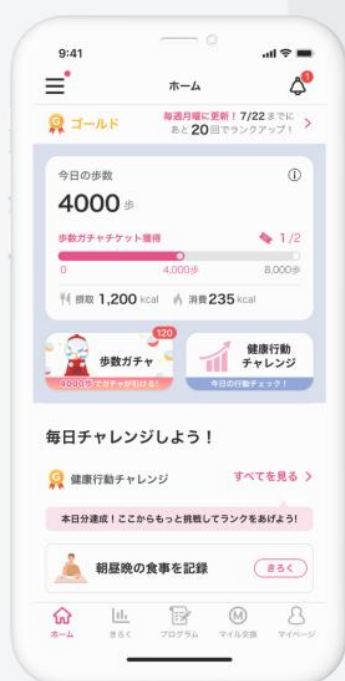 9:41
ホーム
ゴールド
毎週月曜に更新！7/22までに
あと20回でランクアップ！
今日の歩数
4000 歩
歩数ガチャチケット獲得
1/2
0
4,000歩
8,000歩
摂取 1,200 kcal
消費 235 kcal
120
歩数ガチャ
4000歩でガチャが引ける！
健康行動
チャレンジ
今日の行動チェック！
毎日チャレンジしよう！
健康行動チャレンジ
すべてを見る
本日分達成！ここからもっと挑戦してランクをあげよう!
朝昼晩の食事を記録
きろく
ホーム
きろく
プログラム
マイル交換
マイページ